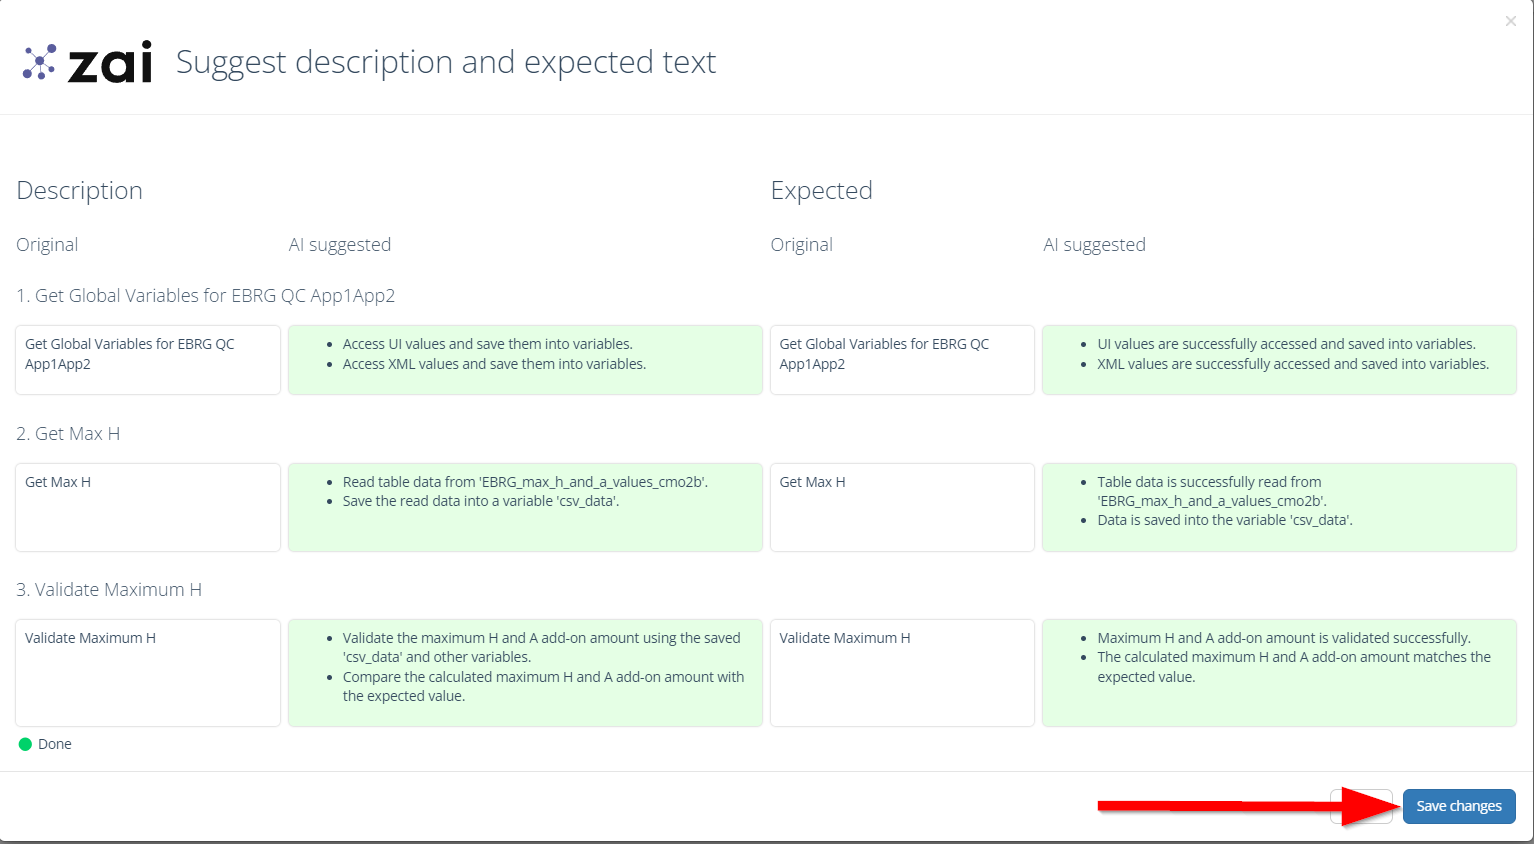 ×
zai Suggest description and expected text
Description Expected
Original AI suggested Original AI suggested
1. Get Global Variables for EBRG QC App1App2
Get Global Variables for EBRG QC
App1App2
• Access UI values and save them into variables.
• Access XML values and save them into variables.
Get Global Variables for EBRG QC
App1App2
• UI values are successfully accessed and saved into variables.
• XML values are successfully accessed and saved into variables.
2. Get Max H
Get Max H
• Read table data from 'EBRG_max_h_and_a_values_cmo2b'.
• Save the read data into a variable 'csv_data'.
Get Max H
• Table data is successfully read from
'EBRG_max_h_and_a_values_cmo2b'.
• Data is saved into the variable 'csv_data'.
3. Validate Maximum H
Validate Maximum H
• Validate the maximum H and A add-on amount using the saved
'csv_data' and other variables.
• Compare the calculated maximum H and A add-on amount with
the expected value.
Validate Maximum H
• Maximum H and A add-on amount is validated successfully.
• The calculated maximum H and A add-on amount matches the
expected value.
Done
Save changes